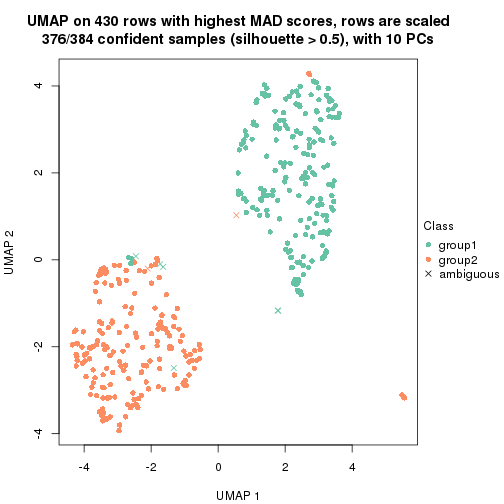 UMAP on 430 rows with highest MAD scores, rows are scaled
376/384 confident samples (silhouette > 0.5), with 10 PCs
4
2
0
-2
-4
UMAP 2
-4
-2
0
2
4
UMAP 1
Class
group1
group2
ambiguous